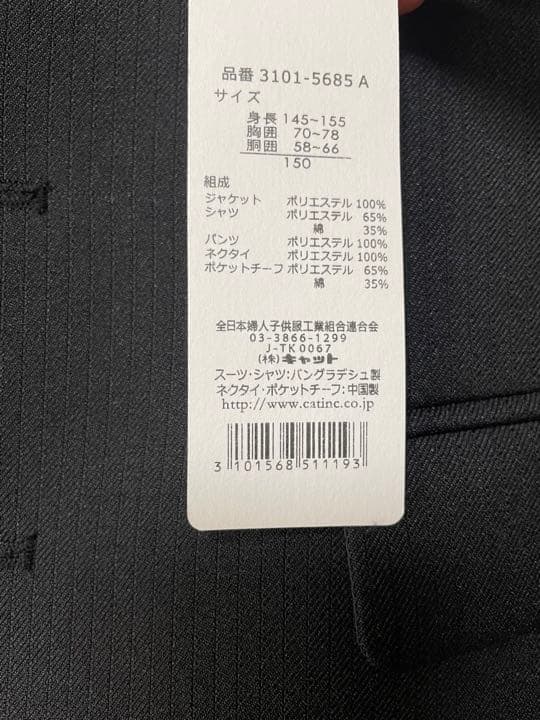 品番 3101-5685 A
サイズ
身長 145~155
胸囲 70~78
胴囲 58~66
150
組成
ジャケット ポリエステル 100%
シャツ ポリエステル 65%
綿 35%
パンツ ポリエステル 100%
ネクタイ ポリエステル 100%
ポケットチーフ ポリエステル 65%
綿 35%
全日本婦人子供服工業組合連合会
03-3866-1299
J-TK0067
(株)キャット
スーツ・シャツ:バングラデシュ製
ネクタイ・ポケットチーフ:中国製
http://www.catinc.co.jp
3 101568 511193